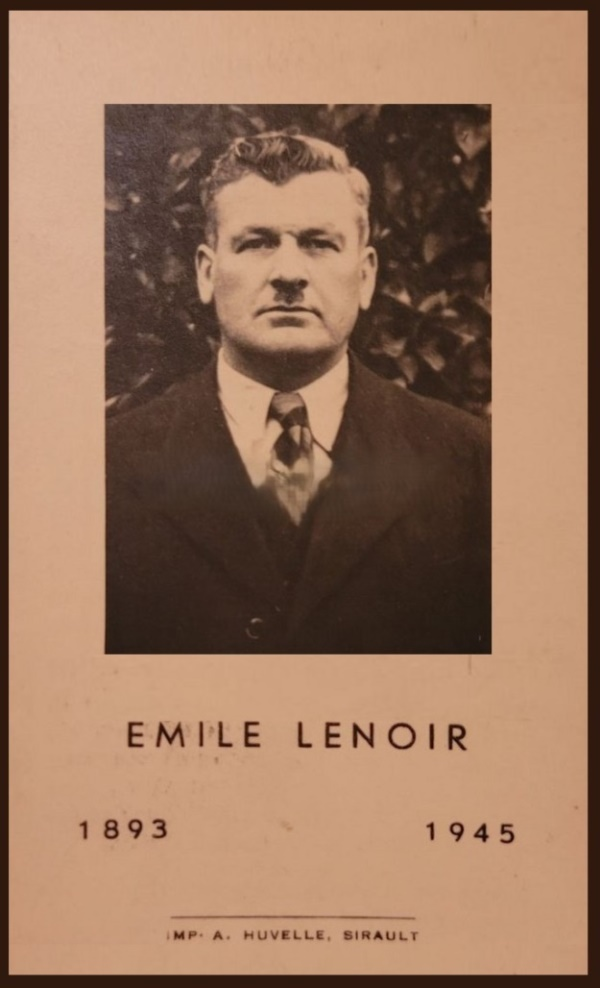 EMILE LENOIR
1893 1945
IMP. A. HUVELLE, SIRAULT